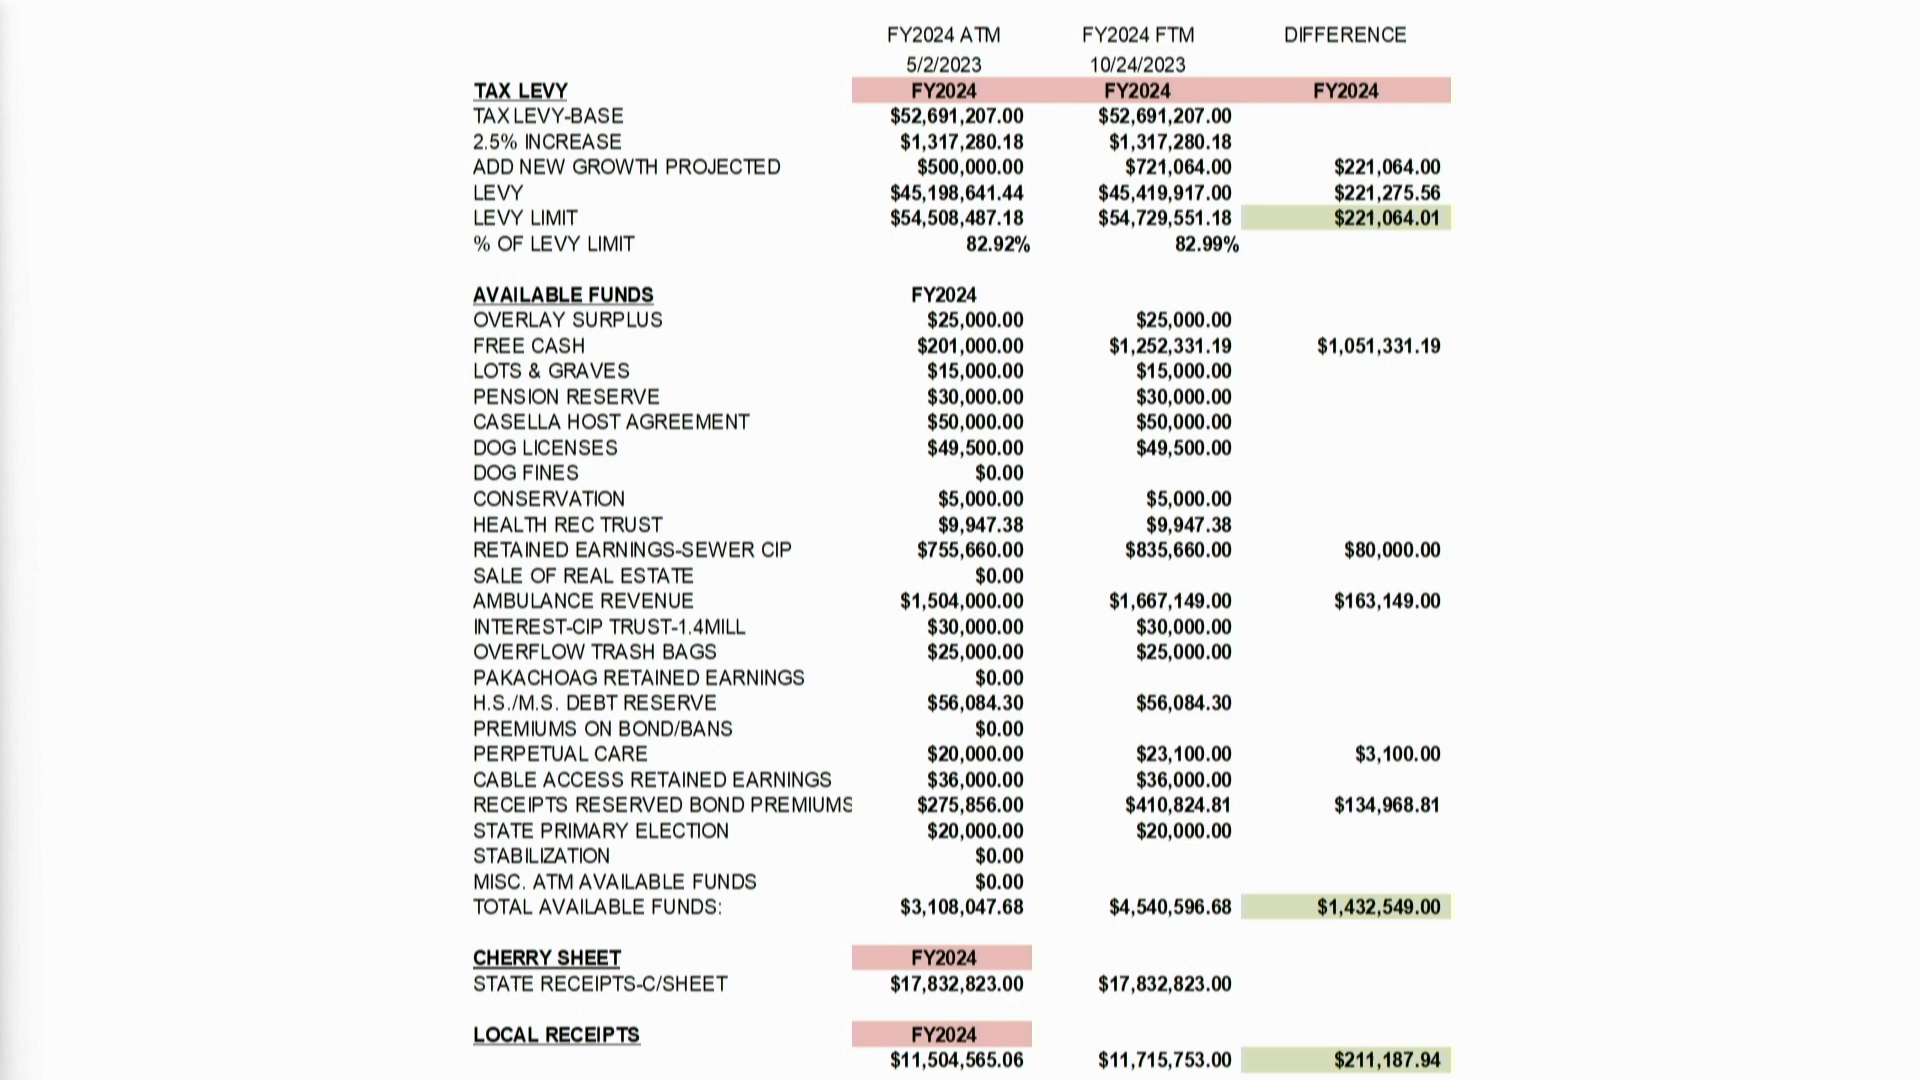 FY2024 ATM FY2024 FTM DIFFERENCE
5/2/2023 10/24/2023
TAX LEVY FY2024 FY2024 FY2024
TAX LEVY-BASE $52,691,207.00 $52,691,207.00
2.5% INCREASE $1,317,280.18 $1,317,280.18
ADD NEW GROWTH PROJECTED $500,000.00 $721,064.00 $221,064.00
LEVY $45,198,641.44 $45,419,917.00 $221,275.56
LEVY LIMIT $54,508,487.18 $54,729,551.18 $221,064.01
% OF LEVY LIMIT 82.92% 82.99%
AVAILABLE FUNDS FY2024
OVERLAY SURPLUS $25,000.00 $25,000.00
FREE CASH $201,000.00 $1,252,331.19 $1,051,331.19
LOTS & GRAVES $15,000.00 $15,000.00
PENSION RESERVE $30,000.00 $30,000.00
CASELLA HOST AGREEMENT $50,000.00 $50,000.00
DOG LICENSES $49,500.00 $49,500.00
DOG FINES $0.00
CONSERVATION $5,000.00 $5,000.00
HEALTH REC TRUST $9,947.38 $9,947.38
RETAINED EARNINGS-SEWER CIP $755,660.00 $835,660.00 $80,000.00
SALE OF REAL ESTATE $0.00
AMBULANCE REVENUE $1,504,000.00 $1,667,149.00 $163,149.00
INTEREST-CIP TRUST-1.4MILL $30,000.00 $30,000.00
OVERFLOW TRASH BAGS $25,000.00 $25,000.00
PAKACHOAG RETAINED EARNINGS $0.00
H.S./M.S. DEBT RESERVE $56,084.30 $56,084.30
PREMIUMS ON BOND/BANS $0.00
PERPETUAL CARE $20,000.00 $23,100.00 $3,100.00
CABLE ACCESS RETAINED EARNINGS $36,000.00 $36,000.00
RECEIPTS RESERVED BOND PREMIUMS $275,856.00 $410,824.81 $134,968.81
STATE PRIMARY ELECTION $20,000.00 $20,000.00
STABILIZATION $0.00
MISC. ATM AVAILABLE FUNDS $0.00
TOTAL AVAILABLE FUNDS: $3,108,047.68 $4,540,596.68 $1,432,549.00
CHERRY SHEET FY2024
STATE RECEIPTS-C/SHEET $17,832,823.00 $17,832,823.00
LOCAL RECEIPTS FY2024
$11,504,565.06 $11,715,753.00 $211,187.94